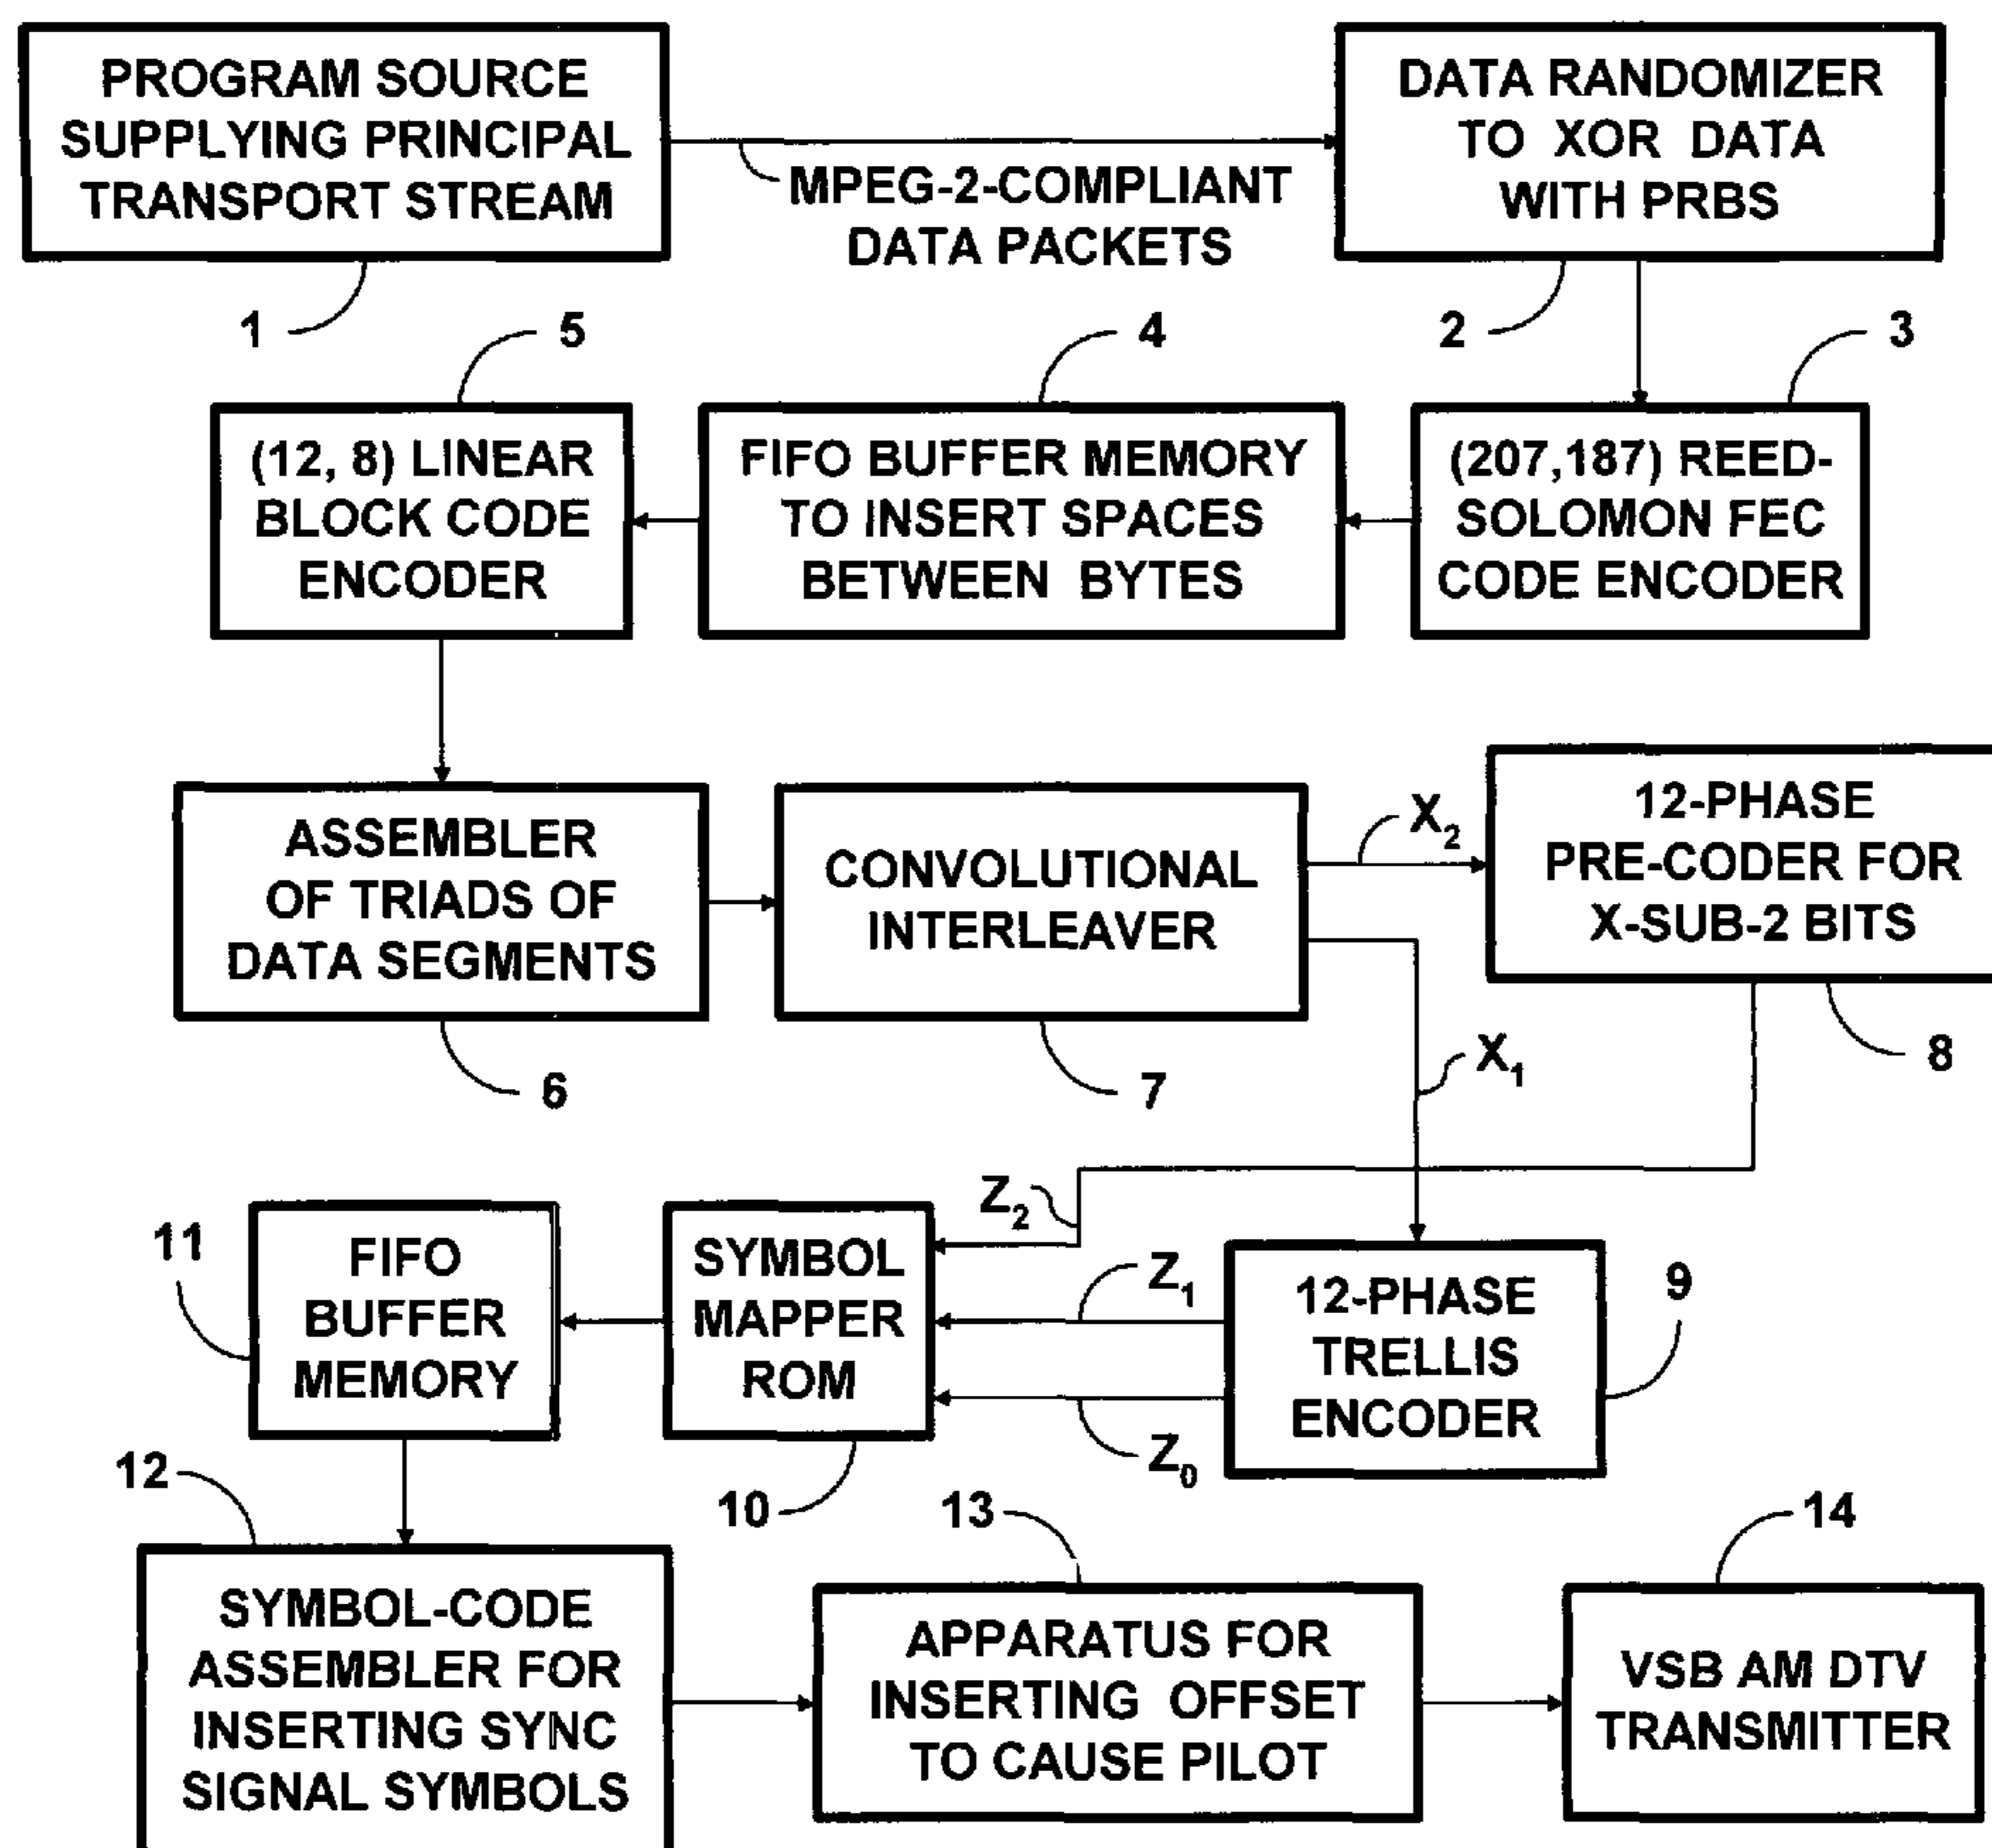 PROGRAM SOURCE
SUPPLYING PRINCIPAL
TRANSPORT STREAM
MPEG-2-COMPLIANT
DATA PACKETS
DATA RANDOMIZER
TO XOR DATA
WITH PRBS
1
2
5
4
3
(12, 8) LINEAR
BLOCK CODE
ENCODER
FIFO BUFFER MEMORY
TO INSERT SPACES
BETWEEN BYTES
(207,187) REED-
SOLOMON FEC
CODE ENCODER
ASSEMBLER
OF TRIADS OF
DATA SEGMENTS
CONVOLUTIONAL
INTERLEAVER
X2
12-PHASE
PRE-CODER FOR
X-SUB-2 BITS
6
7
X1
8
Z2
11
FIFO
BUFFER
MEMORY
SYMBOL
MAPPER
ROM
Z1
Z0
12-PHASE
TRELLIS
ENCODER
9
12
10
13
14
SYMBOL-CODE
ASSEMBLER FOR
INSERTING SYNC
SIGNAL SYMBOLS
APPARATUS FOR
INSERTING OFFSET
TO CAUSE PILOT
VSB AM DTV
TRANSMITTER